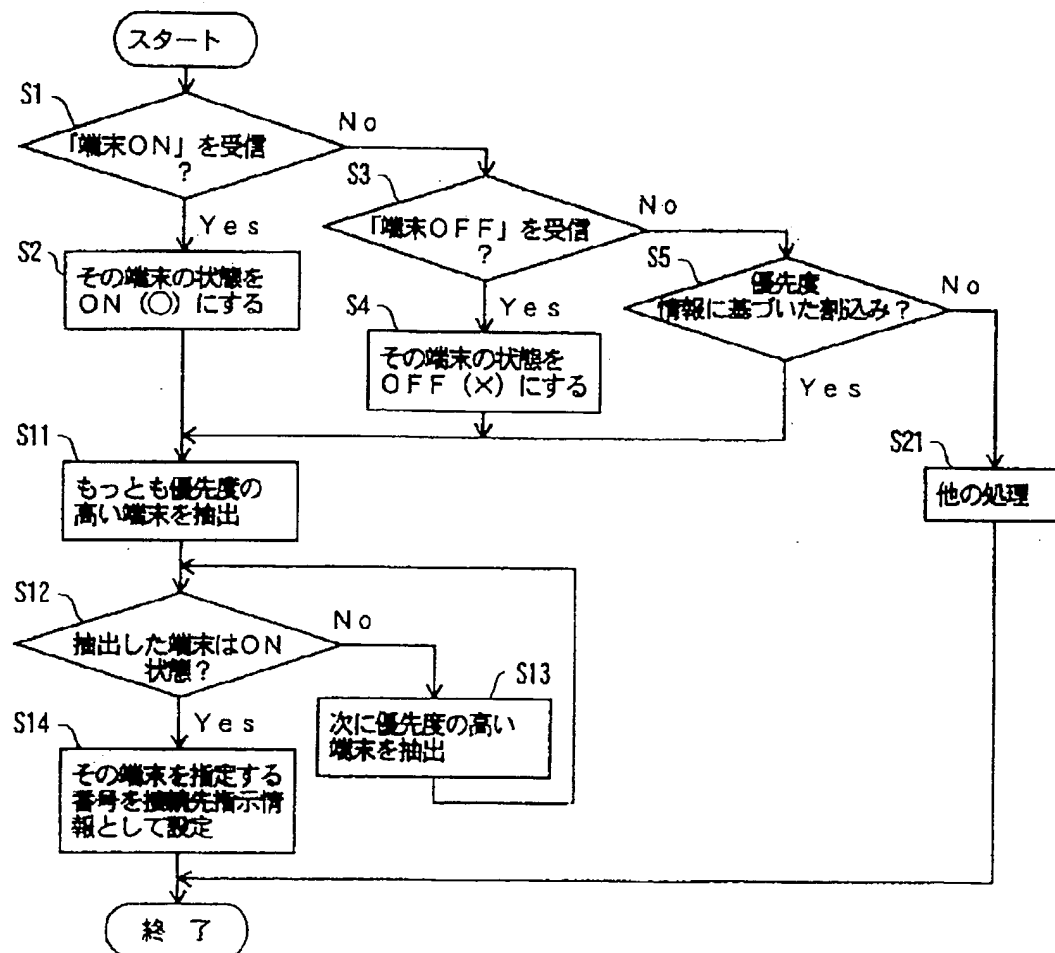 スタート
S1
「端末ON」を受信
?
No
Yes
S3
「端末OFF」を受信
?
No
Yes
S2
その端末の状態を
ON (○) にする
S4
その端末の状態を
OFF (×) にする
S5
優先度
情報に基づいた割込み?
No
Yes
S11
もっとも優先度の
高い端末を抽出
S21
他の処理
S12
抽出した端末はON
状態?
No
Yes
S13
次に優先度の高い
端末を抽出
S14
その端末を指定する
番号を接続先指示情
報として設定
終 了